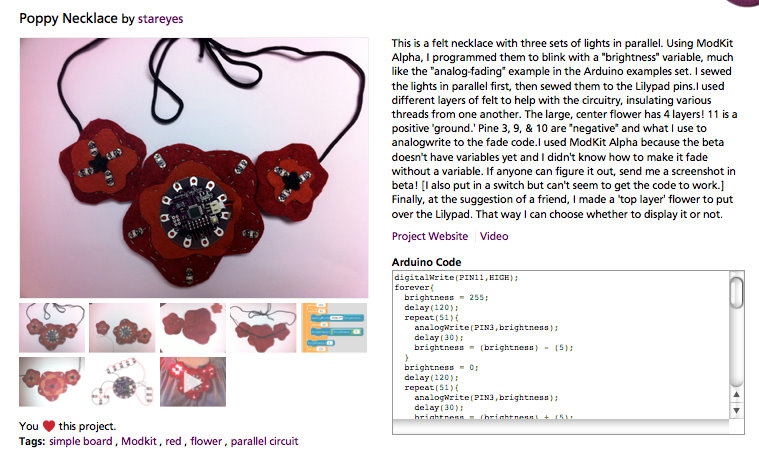 Poppy Necklace by stareyes
This is a felt necklace with three sets of lights in parallel. Using ModKit
Alpha, I programmed them to blink with a "brightness" variable, much
like the "analog-fading" example in the Arduino examples set. I sewed
the lights in parallel first, then sewed them to the Lilypad pins.I used
different layers of felt to help with the circuitry, insulating various
threads from one another. The large, center flower has 4 layers! 11 is a
positive 'ground.' Pine 3, 9, & 10 are "negative" and what I use to
analogwrite to the fade code.I used ModKit Alpha because the beta
doesn't have variables yet and I didn't know how to make it fade
without a variable. If anyone can figure it out, send me a screenshot in
beta! [I also put in a switch but can't seem to get the code to work.]
Finally, at the suggestion of a friend, I made a 'top layer' flower to put
over the Lilypad. That way I can choose whether to display it or not.
Project Website Video
Arduino Code
digitalWrite(PIN11,HIGH);
forever{
brightness = 255;
delay(120);
repeat(51){
analogWrite(PIN3,brightness);
delay(30);
brightness = (brightness) - (5);
}
brightness = 0;
delay(120);
repeat(51){
analogWrite(PIN3,brightness);
delay(30);
brightness = (brightness) + (5);
You this project.
Tags: simple board , Modkit , red , flower , parallel circuit